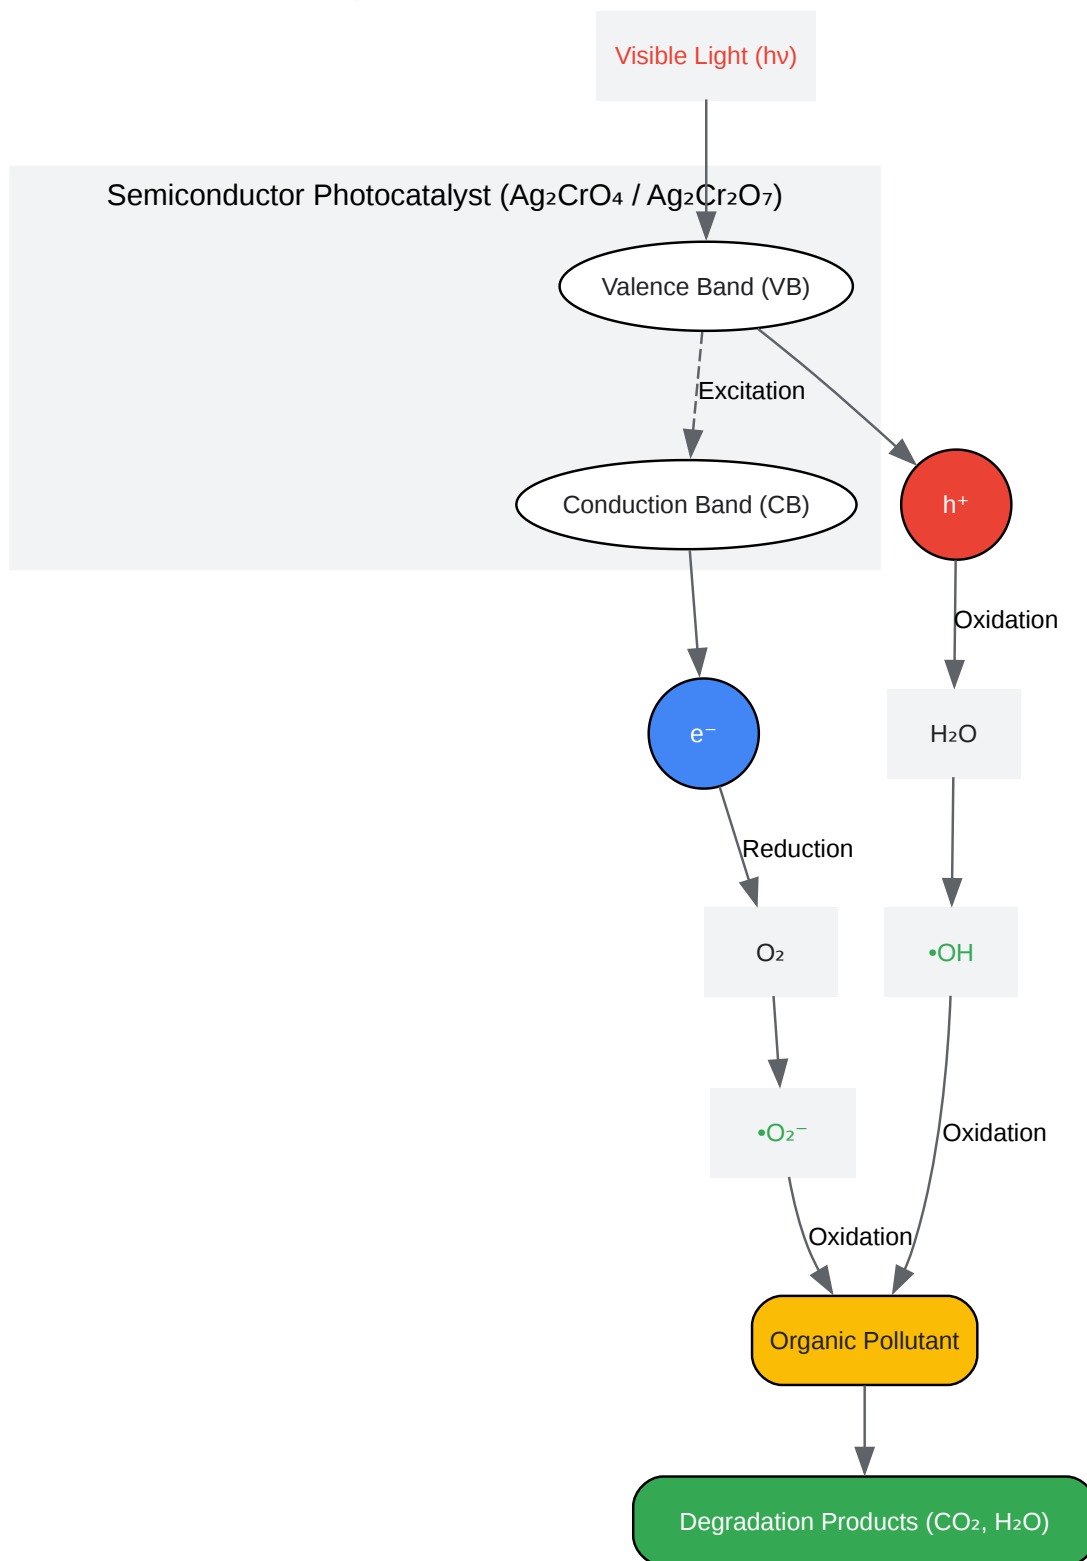 Visible Light (hν)
Semiconductor Photocatalyst (Ag₂CrO₄ / Ag₂Cr₂O₇)
Valence Band (VB)
Excitation
Conduction Band (CB)
h⁺
Oxidation
e⁻
H₂O
Reduction
O₂
•OH
•O₂⁻
Oxidation
Oxidation
Organic Pollutant
Degradation Products (CO₂, H₂O)